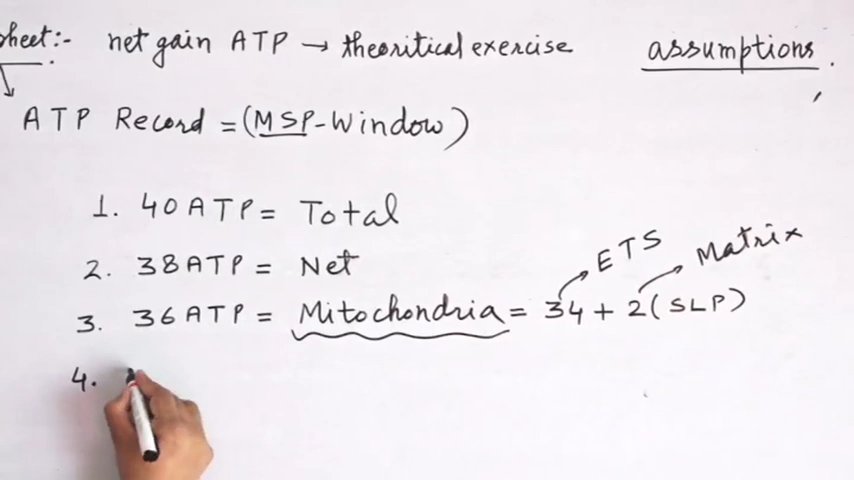 heet:- net gain ATP → theoritical exercise assumptions.
ATP Record = (MSP-Window)
1. 40 ATP = Total
2. 38 ATP = Net
ETS Matrix
3. 36 ATP = Mitochondria = 34 + 2 (SLP)
4.